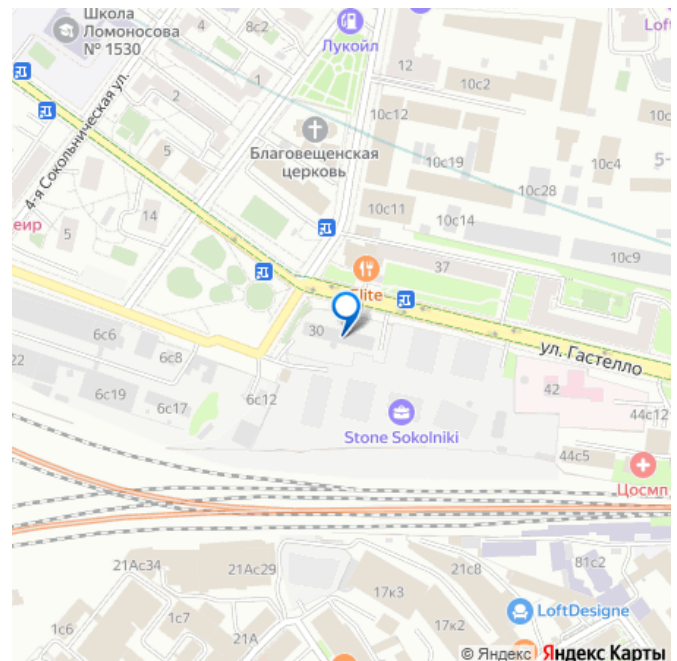 Школа
Ломоносова
№ 1530
4
8с2
Лукойл
Loft
12
10с2
1
2
10с12
10с
4-я Сокольническая ул.
5
Благовещенская
церковь
10с19
10с4
5-
10с28
14
10с11
10с14
еир
5
10с9
37
Elite
30
6с6
6с8
ул. Гастелло
22
6с19
6с12
6с17
42
44с12
Stone Sokolniki
44с5
Цосмп
21Ас34
21Ас29
21с8
81с2
17к3
1с7
LoftDesigne
1с6
21А
17к2
© Яндекс Яндекс Карты